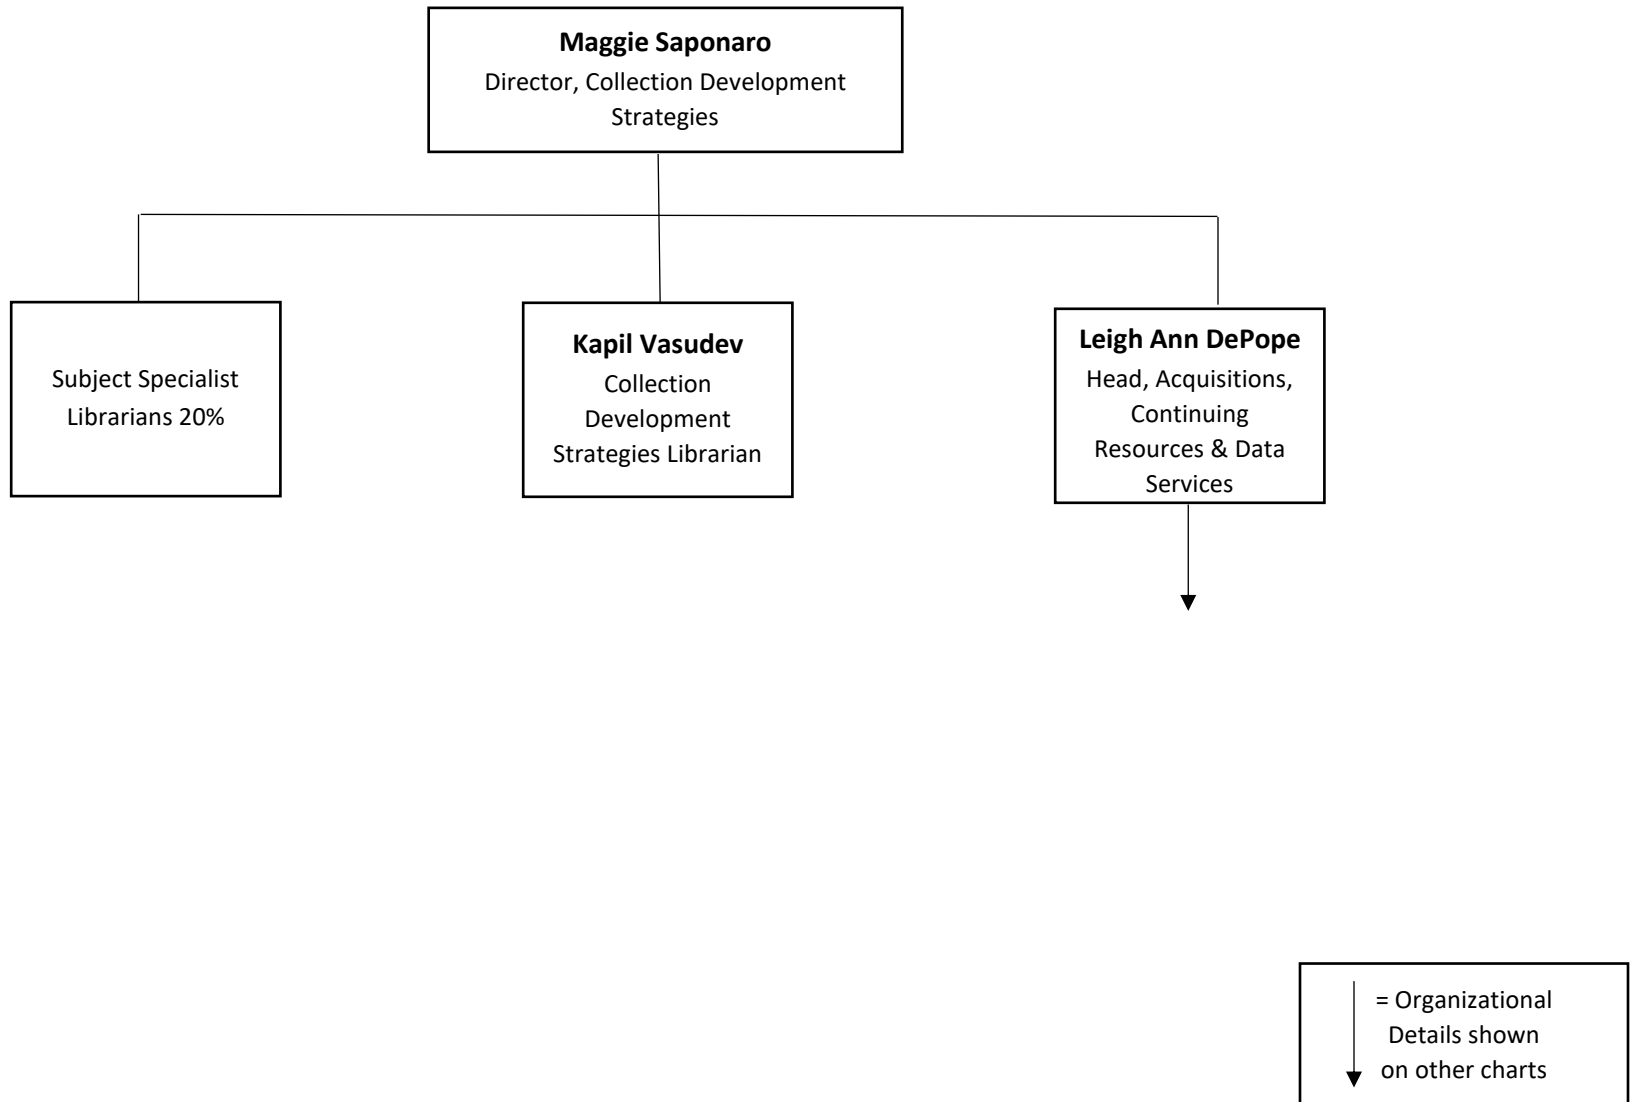 Maggie Saponaro
Director, Collection Development
Strategies
Subject Specialist
Librarians 20%
Kapil Vasudev
Collection
Development
Strategies Librarian
Leigh Ann DePope
Head, Acquisitions,
Continuing
Resources & Data
Services
= Organizational
Details shown
on other charts